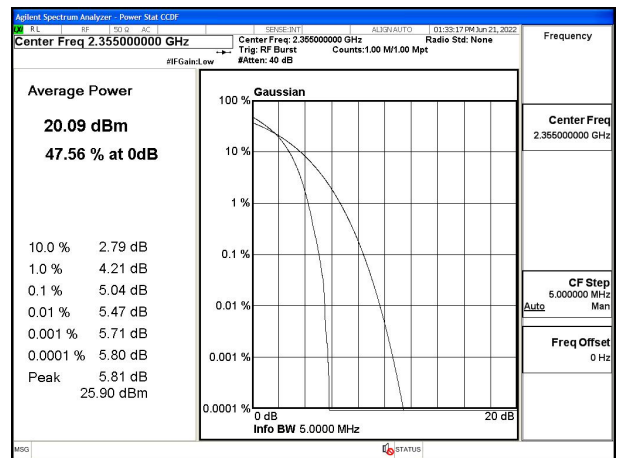 Agilent Spectrum Analyzer - Power Stat CCDF
RL RF 50 Ω AC SENSE:INT ALIGN AUTO 01:33:17 PM Jun 21, 2022
Center Freq 2.355000000 GHz
Center Freq: 2.355000000 GHz Radio Std: None
Trig: RF Burst Counts:1.00 M/1.00 Mpt
#IFGain:Low #Atten: 40 dB
Frequency
Average Power
20.09 dBm
47.56 % at 0dB
10.0 % 2.79 dB
1.0 % 4.21 dB
0.1 % 5.04 dB
0.01 % 5.47 dB
0.001 % 5.71 dB
0.0001 % 5.80 dB
Peak 5.81 dB
25.90 dBm
Gaussian
100 %
10 %
1 %
0.1 %
0.01 %
0.001 %
0.0001 %
0 dB 20 dB
Info BW 5.0000 MHz
Center Freq
2.355000000 GHz
CF Step
5.000000 MHz
Auto Man
Freq Offset
0 Hz
MSG STATUS